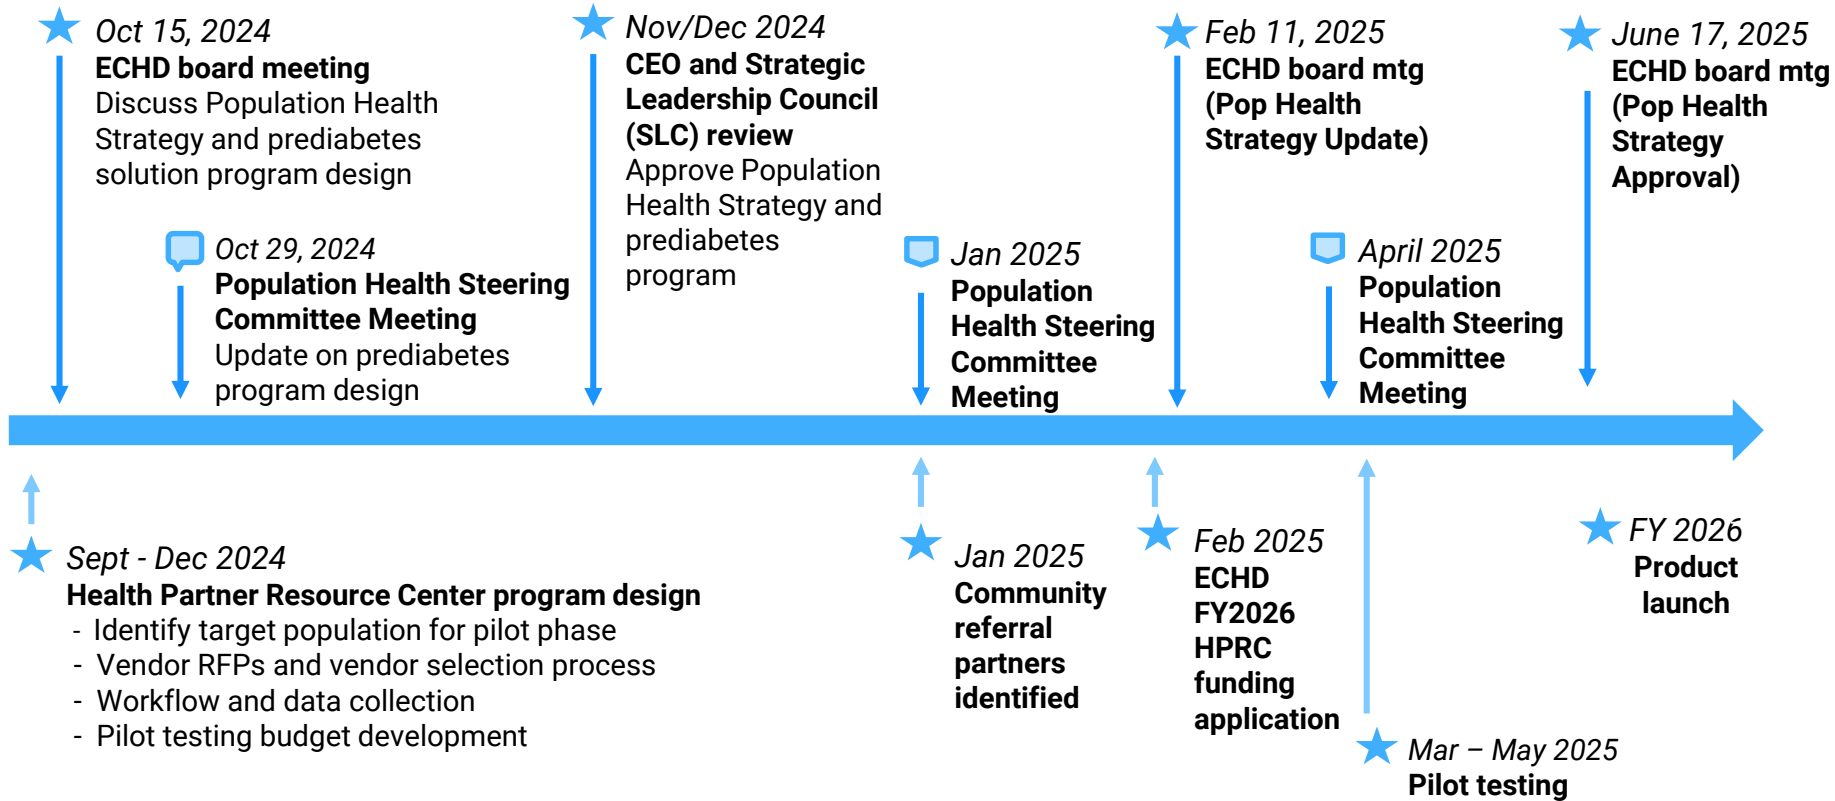 Oct 15, 2024
ECHD board meeting
Discuss Population Health
Strategy and prediabetes
solution program design
Oct 29, 2024
Population Health Steering
Committee Meeting
Update on prediabetes
program design
Nov/Dec 2024
CEO and Strategic
Leadership Council
(SLC) review
Approve Population
Health Strategy and
prediabetes
program
Jan 2025
Population
Health Steering
Committee
Meeting
Feb 11, 2025
ECHD board mtg
(Pop Health
Strategy Update)
April 2025
Population
Health Steering
Committee
Meeting
June 17, 2025
ECHD board mtg
(Pop Health
Strategy
Approval)
Sept - Dec 2024
Health Partner Resource Center program design
- Identify target population for pilot phase
- Vendor RFPs and vendor selection process
- Workflow and data collection
- Pilot testing budget development
Jan 2025
Community
referral
partners
identified
Feb 2025
ECHD
FY2026
HPRC
funding
application
Mar – May 2025
Pilot testing
FY 2026
Product
launch